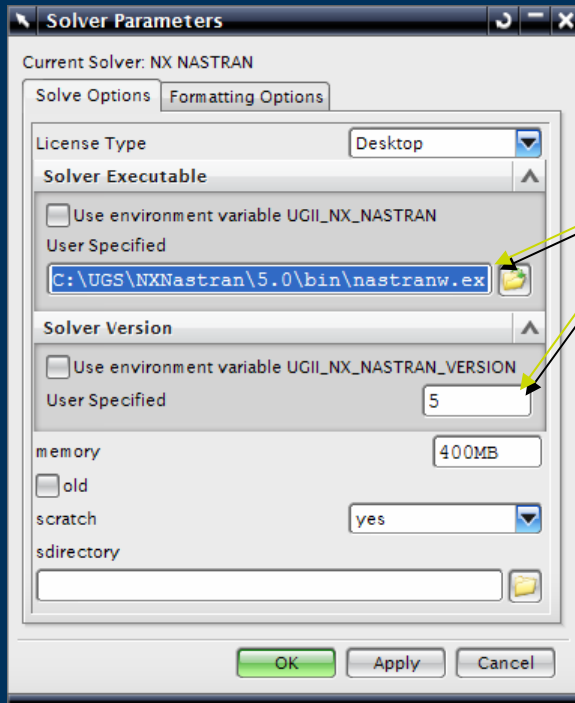 Solver Parameters
Current Solver: NX NASTRAN
Solve Options Formatting Options
License Type Desktop
Solver Executable
Use environment variable UGII_NX_NASTRAN
User Specified
C:\UGS\NXNastran\5.0\bin\nastranw.ex
Solver Version
Use environment variable UGII_NX_NASTRAN_VERSION
User Specified 5
memory 400MB
old
scratch yes
sdirectory
OK Apply Cancel